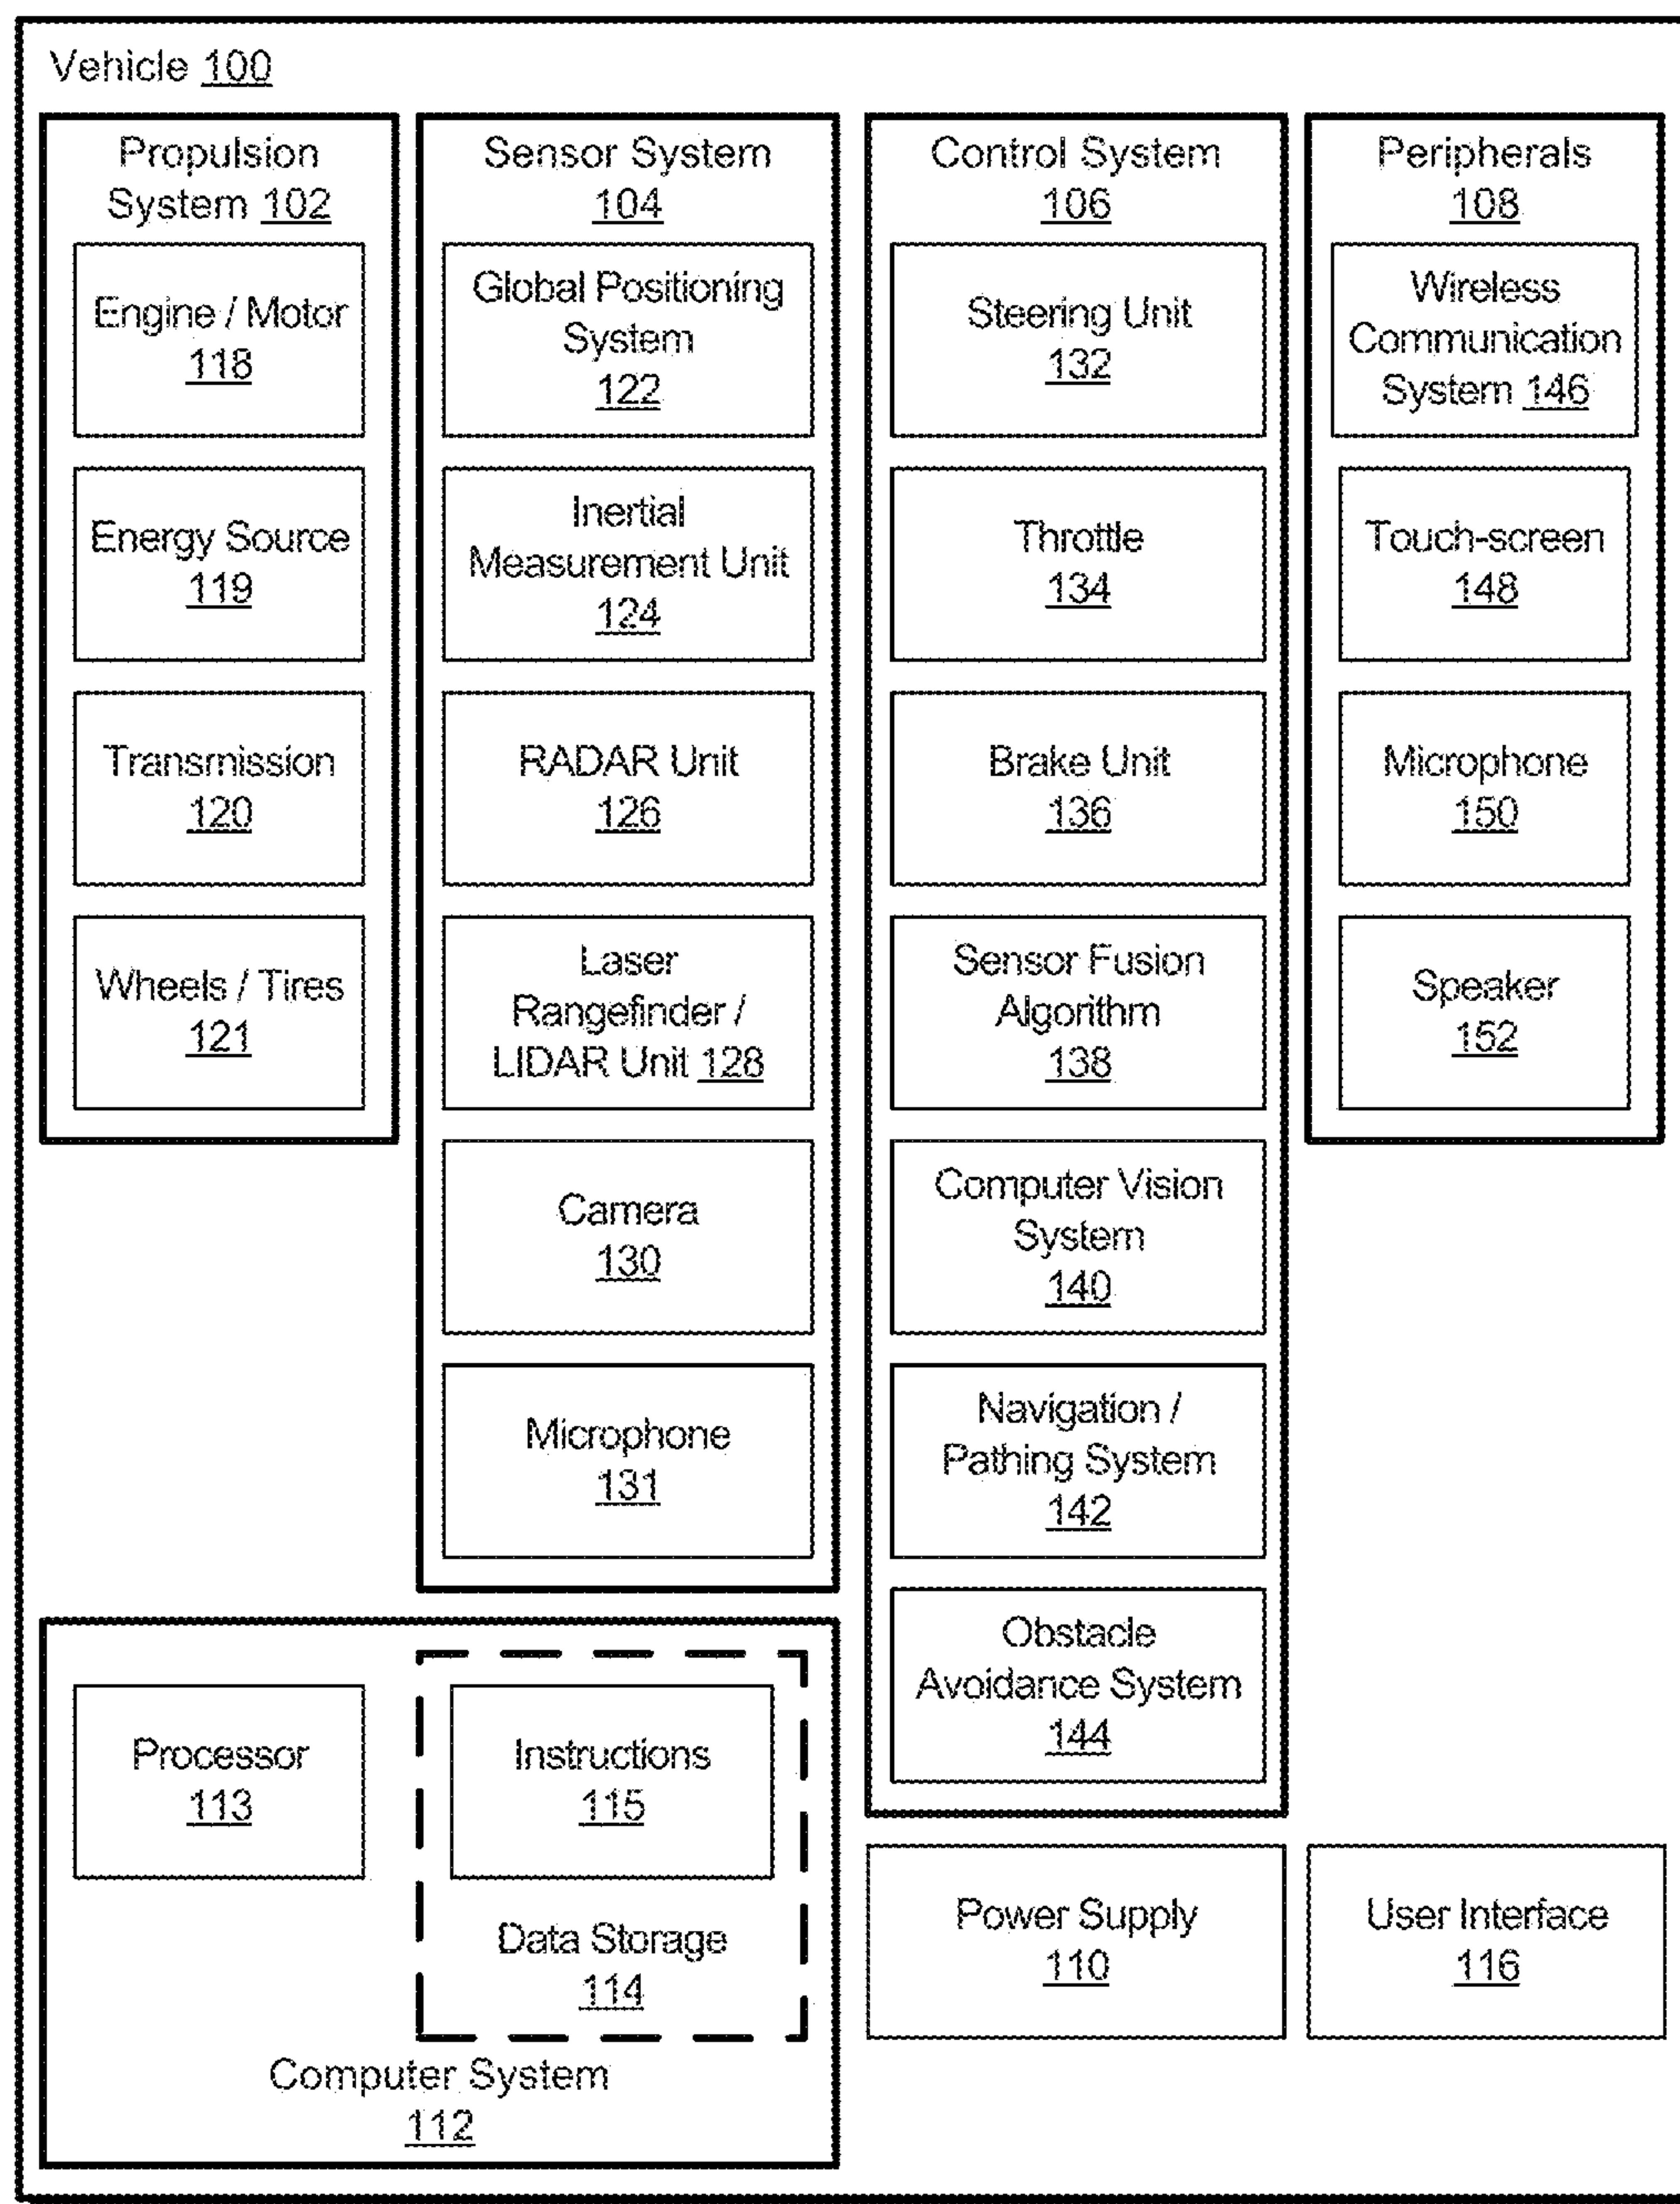 Vehicle 100
Propulsion
System 102
Engine / Motor
118
Energy Source
119
Transmission
120
Wheels / Tires
121
Sensor System
104
Global Positioning
System
122
Inertial
Measurement Unit
124
RADAR Unit
126
Laser
Rangefinder /
LIDAR Unit 128
Camera
130
Microphone
131
Control System
106
Steering Unit
132
Throttle
134
Brake Unit
136
Sensor Fusion
Algorithm
138
Computer Vision
System
140
Navigation /
Pathing System
142
Obstacle
Avoidance System
144
Peripherals
108
Wireless
Communication
System 146
Touch-screen
148
Microphone
150
Speaker
152
Processor
113
Instructions
115
Data Storage
114
Computer System
112
Power Supply
110
User Interface
116